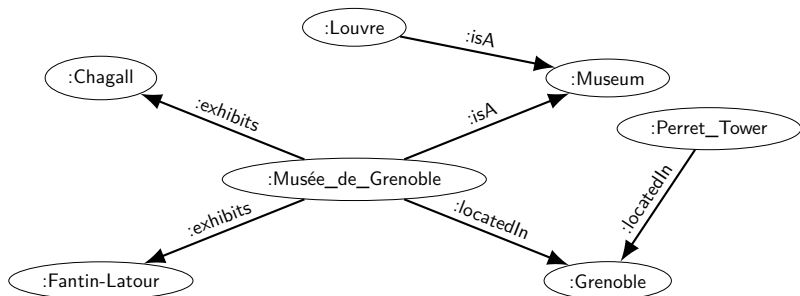 :Louvre
:isA
:Chagall
:Museum
:exhibits
:isA
:Perret_Tower
:Musée_de_Grenoble
:locatedIn
:exhibits
:locatedIn
:Fantin-Latour
:Grenoble